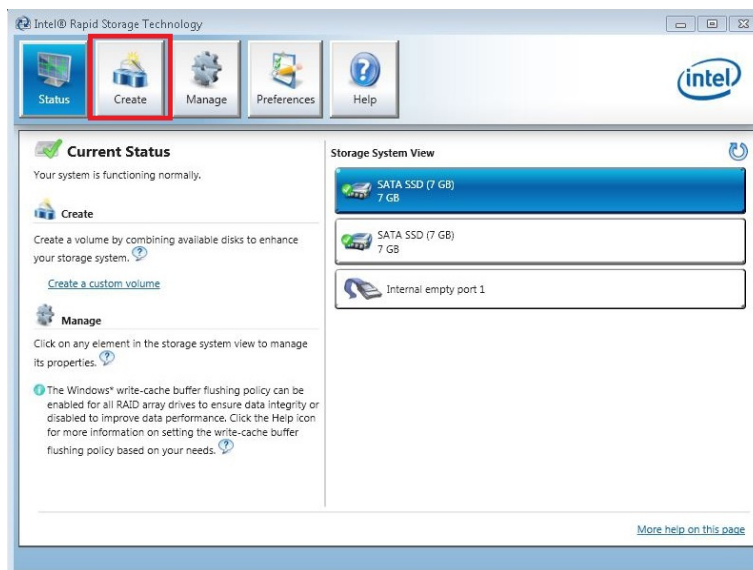 Intel® Rapid Storage Technology
Status
Create
Manage
Preferences
Help
intel
Current Status
Your system is functioning normally.
Create
Create a volume by combining available disks to enhance
your storage system.
Create a custom volume
Manage
Click on any element in the storage system view to manage
its properties.
The Windows* write-cache buffer flushing policy can be
enabled for all RAID array drives to ensure data integrity or
disabled to improve data performance. Click the Help icon
for more information on setting the write-cache buffer
flushing policy based on your needs.
Storage System View
SATA SSD (7 GB)
7 GB
SATA SSD (7 GB)
7 GB
Internal empty port 1
More help on this page